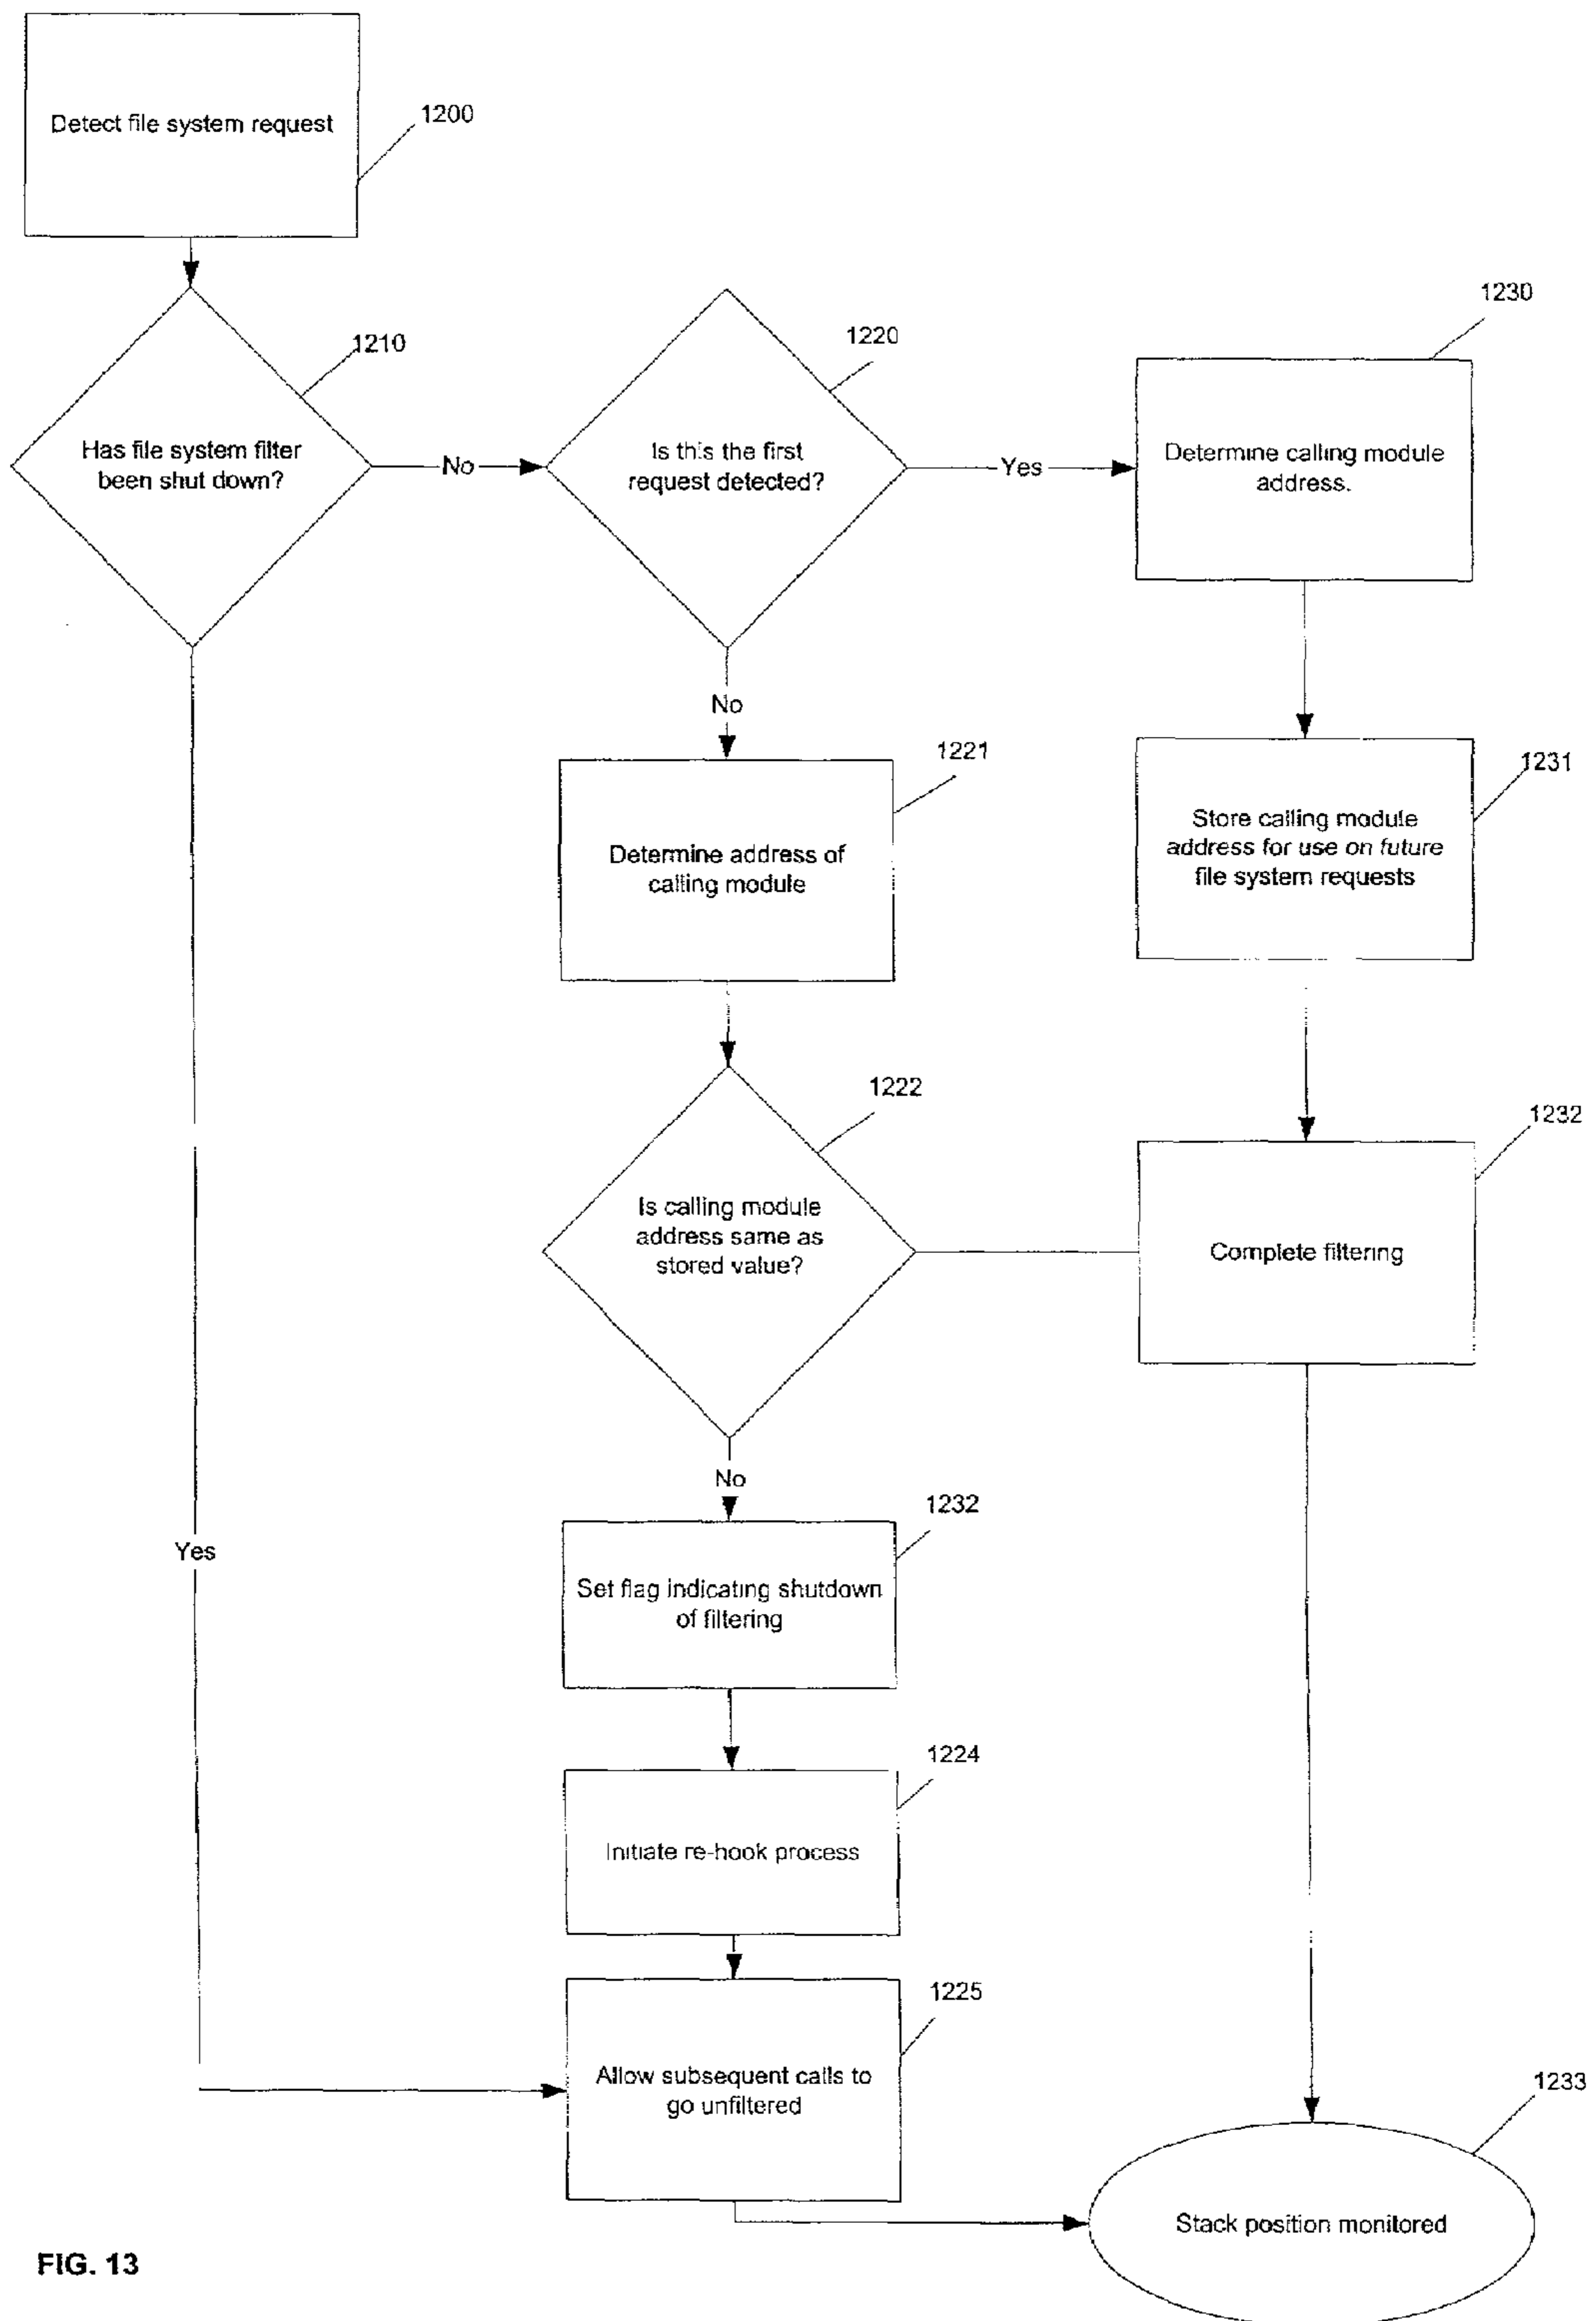 Detect file system request
1200
Has file system filter
been shut down?
1210
No
Is this the first
request detected?
1220
Yes
1230
Determine calling module
address.
No
1221
Determine address of
calling module
1231
Store calling module
address for use on future
file system requests
1222
Is calling module
address same as
stored value?
1232
Complete filtering
No
1232
Set flag indicating shutdown
of filtering
Yes
1224
Initiate re-hook process
1225
Allow subsequent calls to
go unfiltered
1233
Stack position monitored
FIG. 13